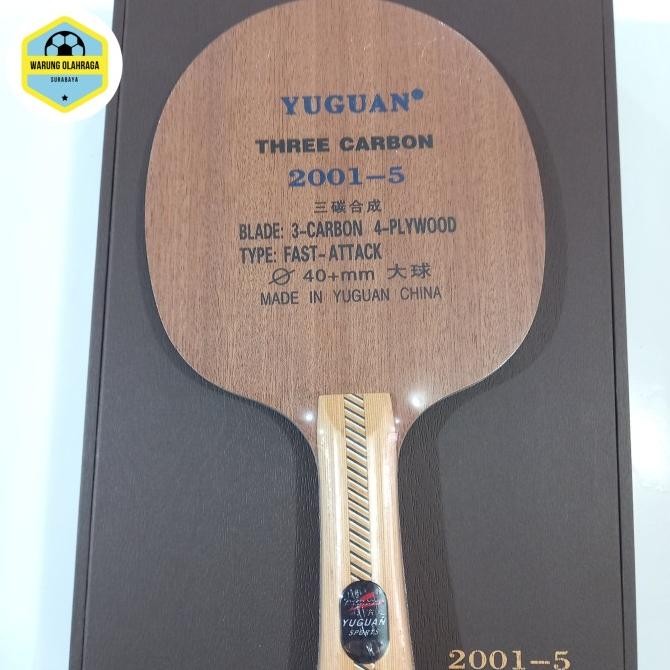 WARUNG OLAHRAGA
SURABAYA
YUGUAN
THREE CARBON
2001-5
三碳合成
BLADE: 3-CARBON 4-PLYWOOD
TYPE: FAST-ATTACK
Ø 40+mm 大球
MADE IN YUGUAN CHINA
YUGUAN
SPORTS
2001-5